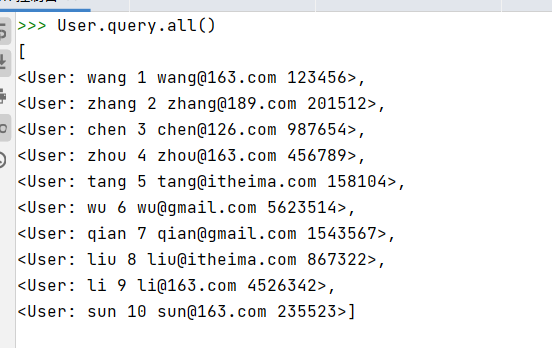 >>> User.query.all()
[
<User: wang 1 wang@163.com 123456>,
<User: zhang 2 zhang@189.com 201512>,
<User: chen 3 chen@126.com 987654>,
<User: zhou 4 zhou@163.com 456789>,
<User: tang 5 tang@itheima.com 158104>,
<User: wu 6 wu@gmail.com 5623514>,
<User: qian 7 qian@gmail.com 1543567>,
<User: liu 8 liu@itheima.com 867322>,
<User: li 9 li@163.com 4526342>,
<User: sun 10 sun@163.com 235523>]